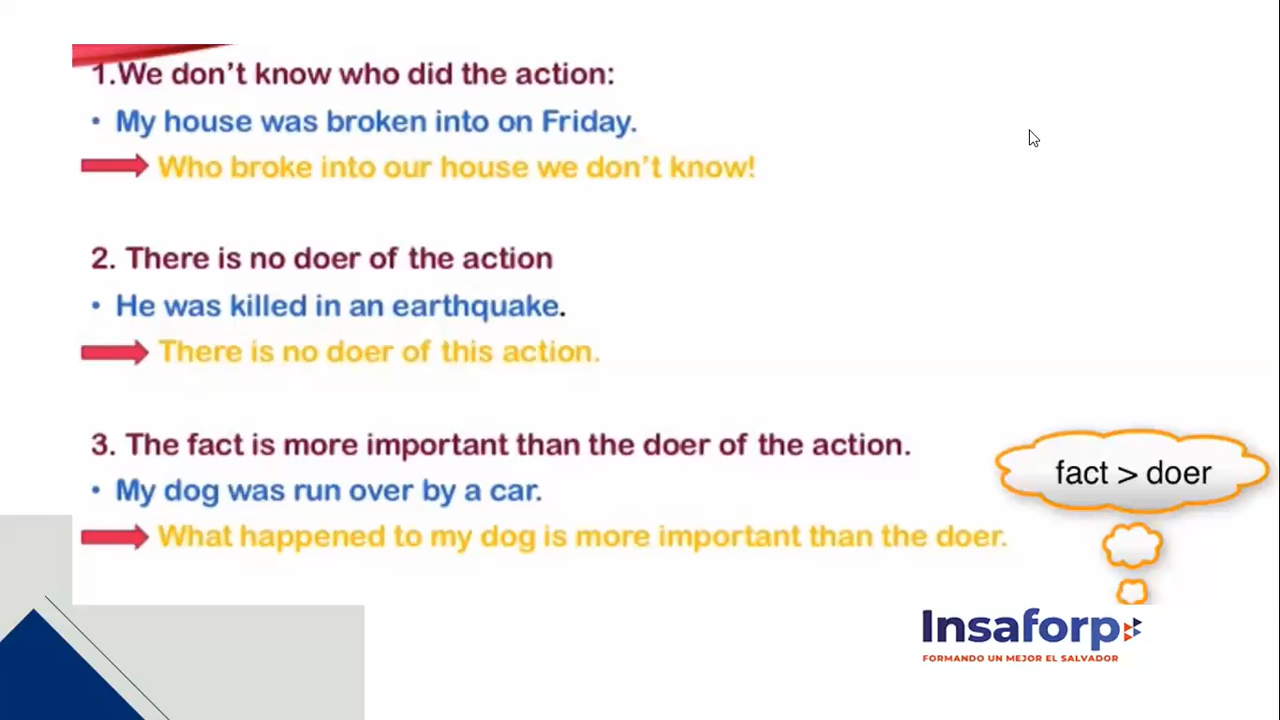 1.We don't know who did the action:
• My house was broken into on Friday.
Who broke into our house we don't know!
2. There is no doer of the action
• He was killed in an earthquake.
There is no doer of this action.
3. The fact is more important than the doer of the action.
• My dog was run over by a car.
What happened to my dog is more important than the doer.
fact > doer
Insaforp
FORMANDO UN MEJOR EL SALVADOR